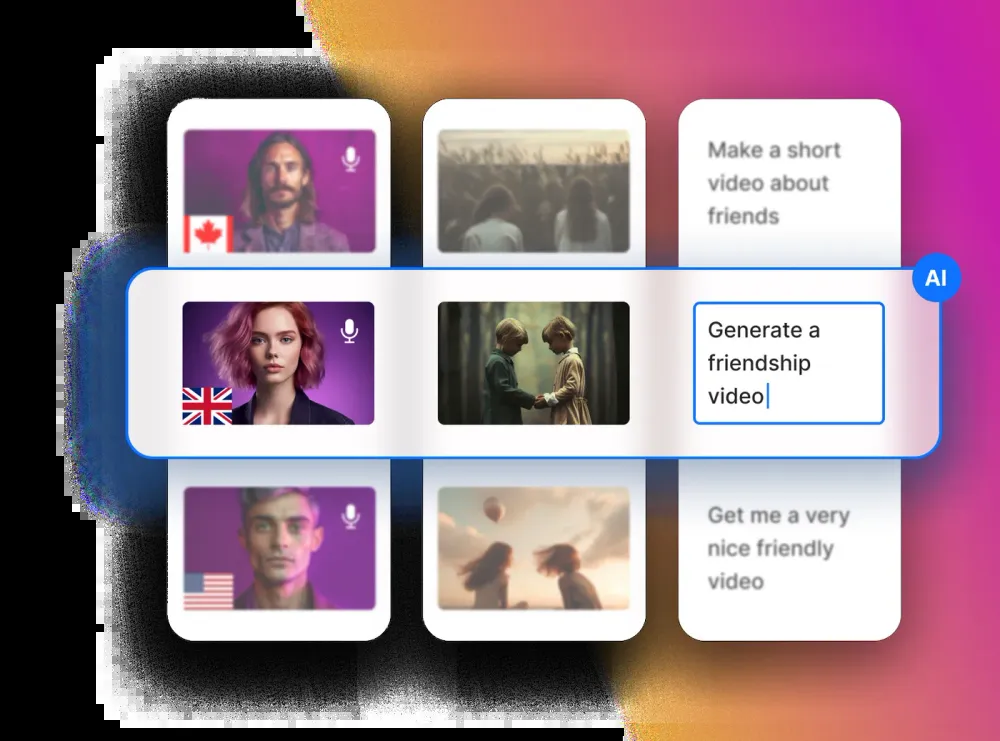 Make a short
video about
friends
AI
Generate a
friendship
video
Get me a very
nice friendly
video